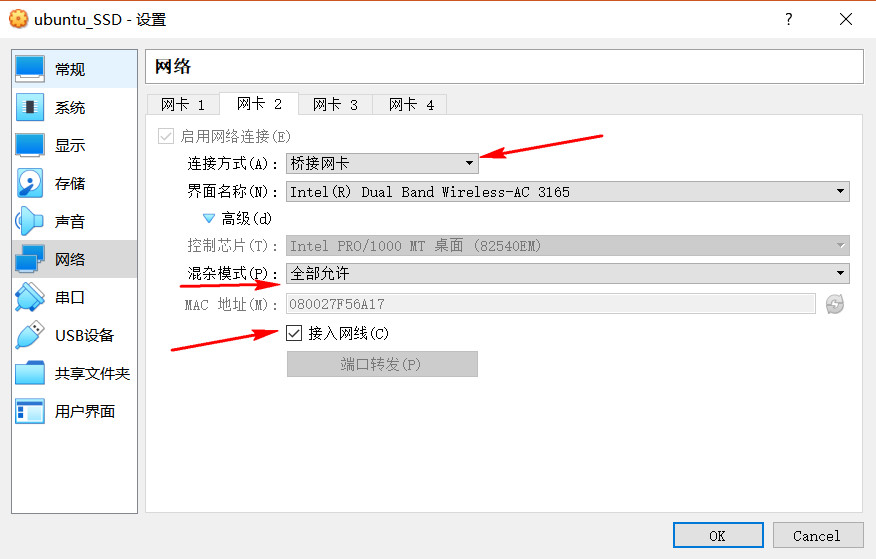 ubuntu_SSD - 设置 ?
常规
系统
显示
存储
声音
网络
串口
USB设备
共享文件夹
用户界面
网络
网卡 1 网卡 2 网卡 3 网卡 4
启用网络连接(E)
连接方式(A): 桥接网卡
界面名称(N): Intel(R) Dual Band Wireless-AC 3165
高级(d)
控制芯片(T): Intel PRO/1000 MT 桌面 (82540EM)
混杂模式(P): 全部允许
MAC 地址(M): 080027F56A17
接入网线(C)
端口转发(P)
OK Cancel